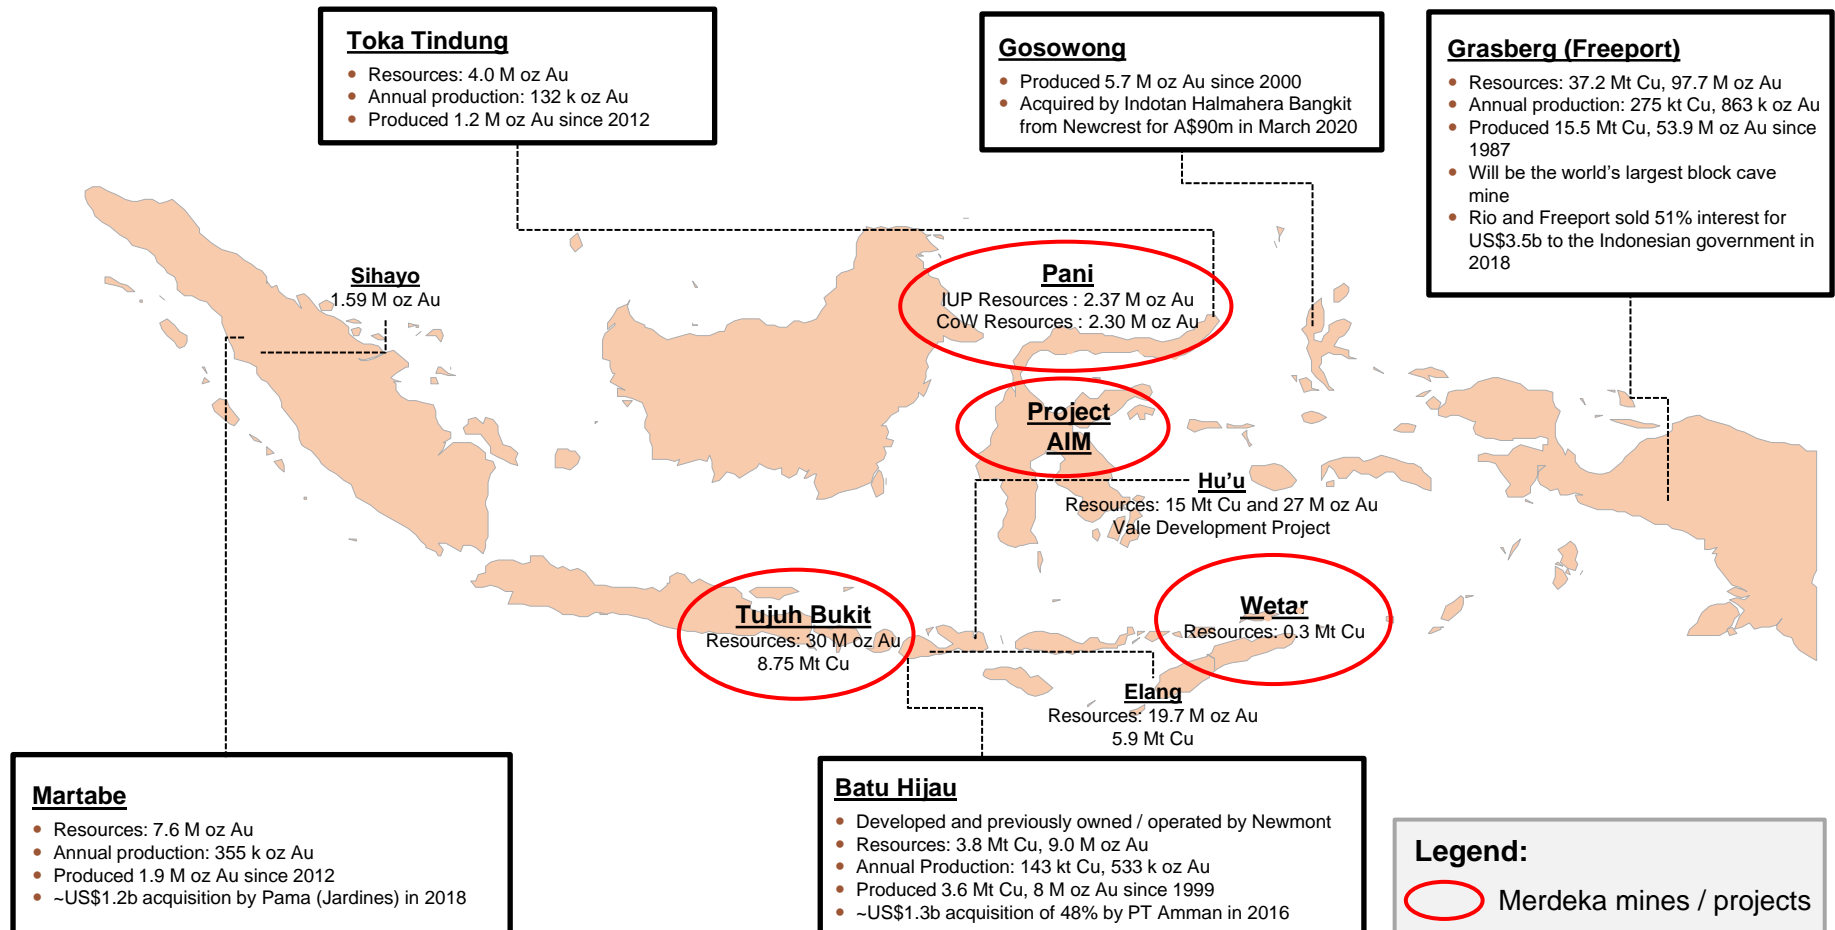 Toka Tindung
• Resources: 4.0 M oz Au
• Annual production: 132 k oz Au
• Produced 1.2 M oz Au since 2012
Gosowong
• Produced 5.7 M oz Au since 2000
• Acquired by Indotan Halmahera Bangkit
from Newcrest for A$90m in March 2020
Grasberg (Freeport)
• Resources: 37.2 Mt Cu, 97.7 M oz Au
• Annual production: 275 kt Cu, 863 k oz Au
• Produced 15.5 Mt Cu, 53.9 M oz Au since
1987
• Will be the world's largest block cave
mine
• Rio and Freeport sold 51% interest for
US$3.5b to the Indonesian government in
2018
Sihayo
1.59 M oz Au
Pani
IUP Resources : 2.37 M oz Au
CoW Resources : 2.30 M oz Au
Project
AIM
Hu'u
Resources: 15 Mt Cu and 27 M oz Au
Vale Development Project
Tujuh Bukit
Resources: 30 M oz Au
8.75 Mt Cu
Wetar
Resources: 0.3 Mt Cu
Elang
Resources: 19.7 M oz Au
5.9 Mt Cu
Martabe
• Resources: 7.6 M oz Au
• Annual production: 355 k oz Au
• Produced 1.9 M oz Au since 2012
• ~US$1.2b acquisition by Pama (Jardines) in 2018
Batu Hijau
• Developed and previously owned / operated by Newmont
• Resources: 3.8 Mt Cu, 9.0 M oz Au
• Annual Production: 143 kt Cu, 533 k oz Au
• Produced 3.6 Mt Cu, 8 M oz Au since 1999
• ~US$1.3b acquisition of 48% by PT Amman in 2016
Legend:
Merdeka mines / projects